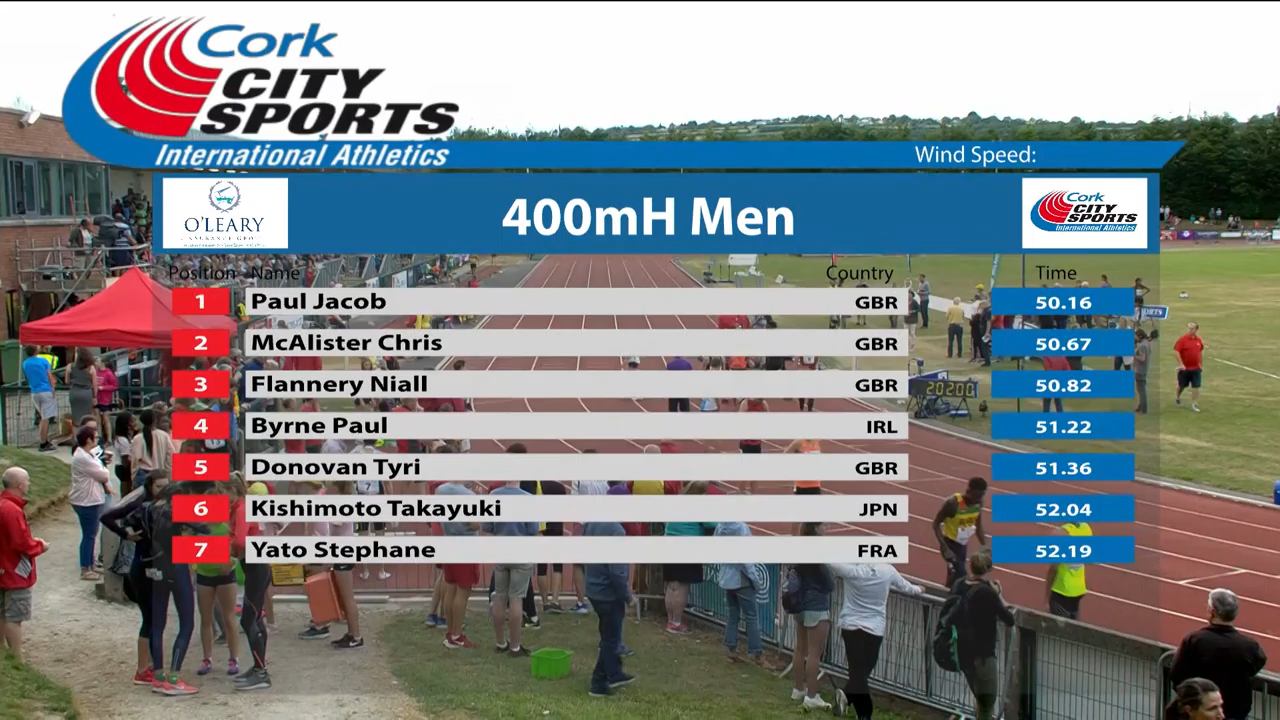 Cork
CITY
SPORTS
International Athletics
Wind Speed:
O'LEARY
400mH Men
Cork
CITY
SPORTS
International Athletics
Position Name Country Time
1 Paul Jacob GBR 50.16
2 McAlister Chris GBR 50.67
3 Flannery Niall GBR 50.82
20200
4 Byrne Paul IRL 51.22
5 Donovan Tyri GBR 51.36
6 Kishimoto Takayuki JPN 52.04
7 Yato Stephane FRA 52.19